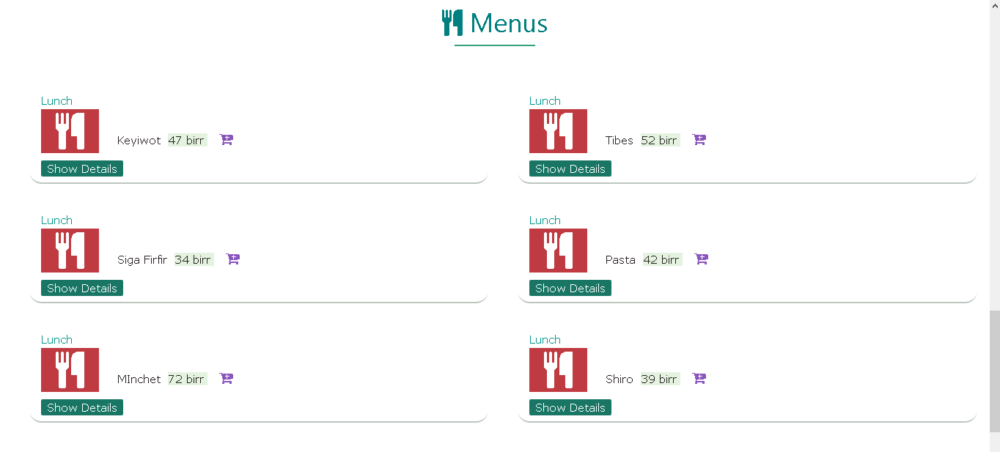 Menus
Lunch
Keyiwot 47 birr
Show Details
Lunch
Tibes 52 birr
Show Details
Lunch
Siga Firfir 34 birr
Show Details
Lunch
Pasta 42 birr
Show Details
Lunch
MInchet 72 birr
Show Details
Lunch
Shiro 39 birr
Show Details